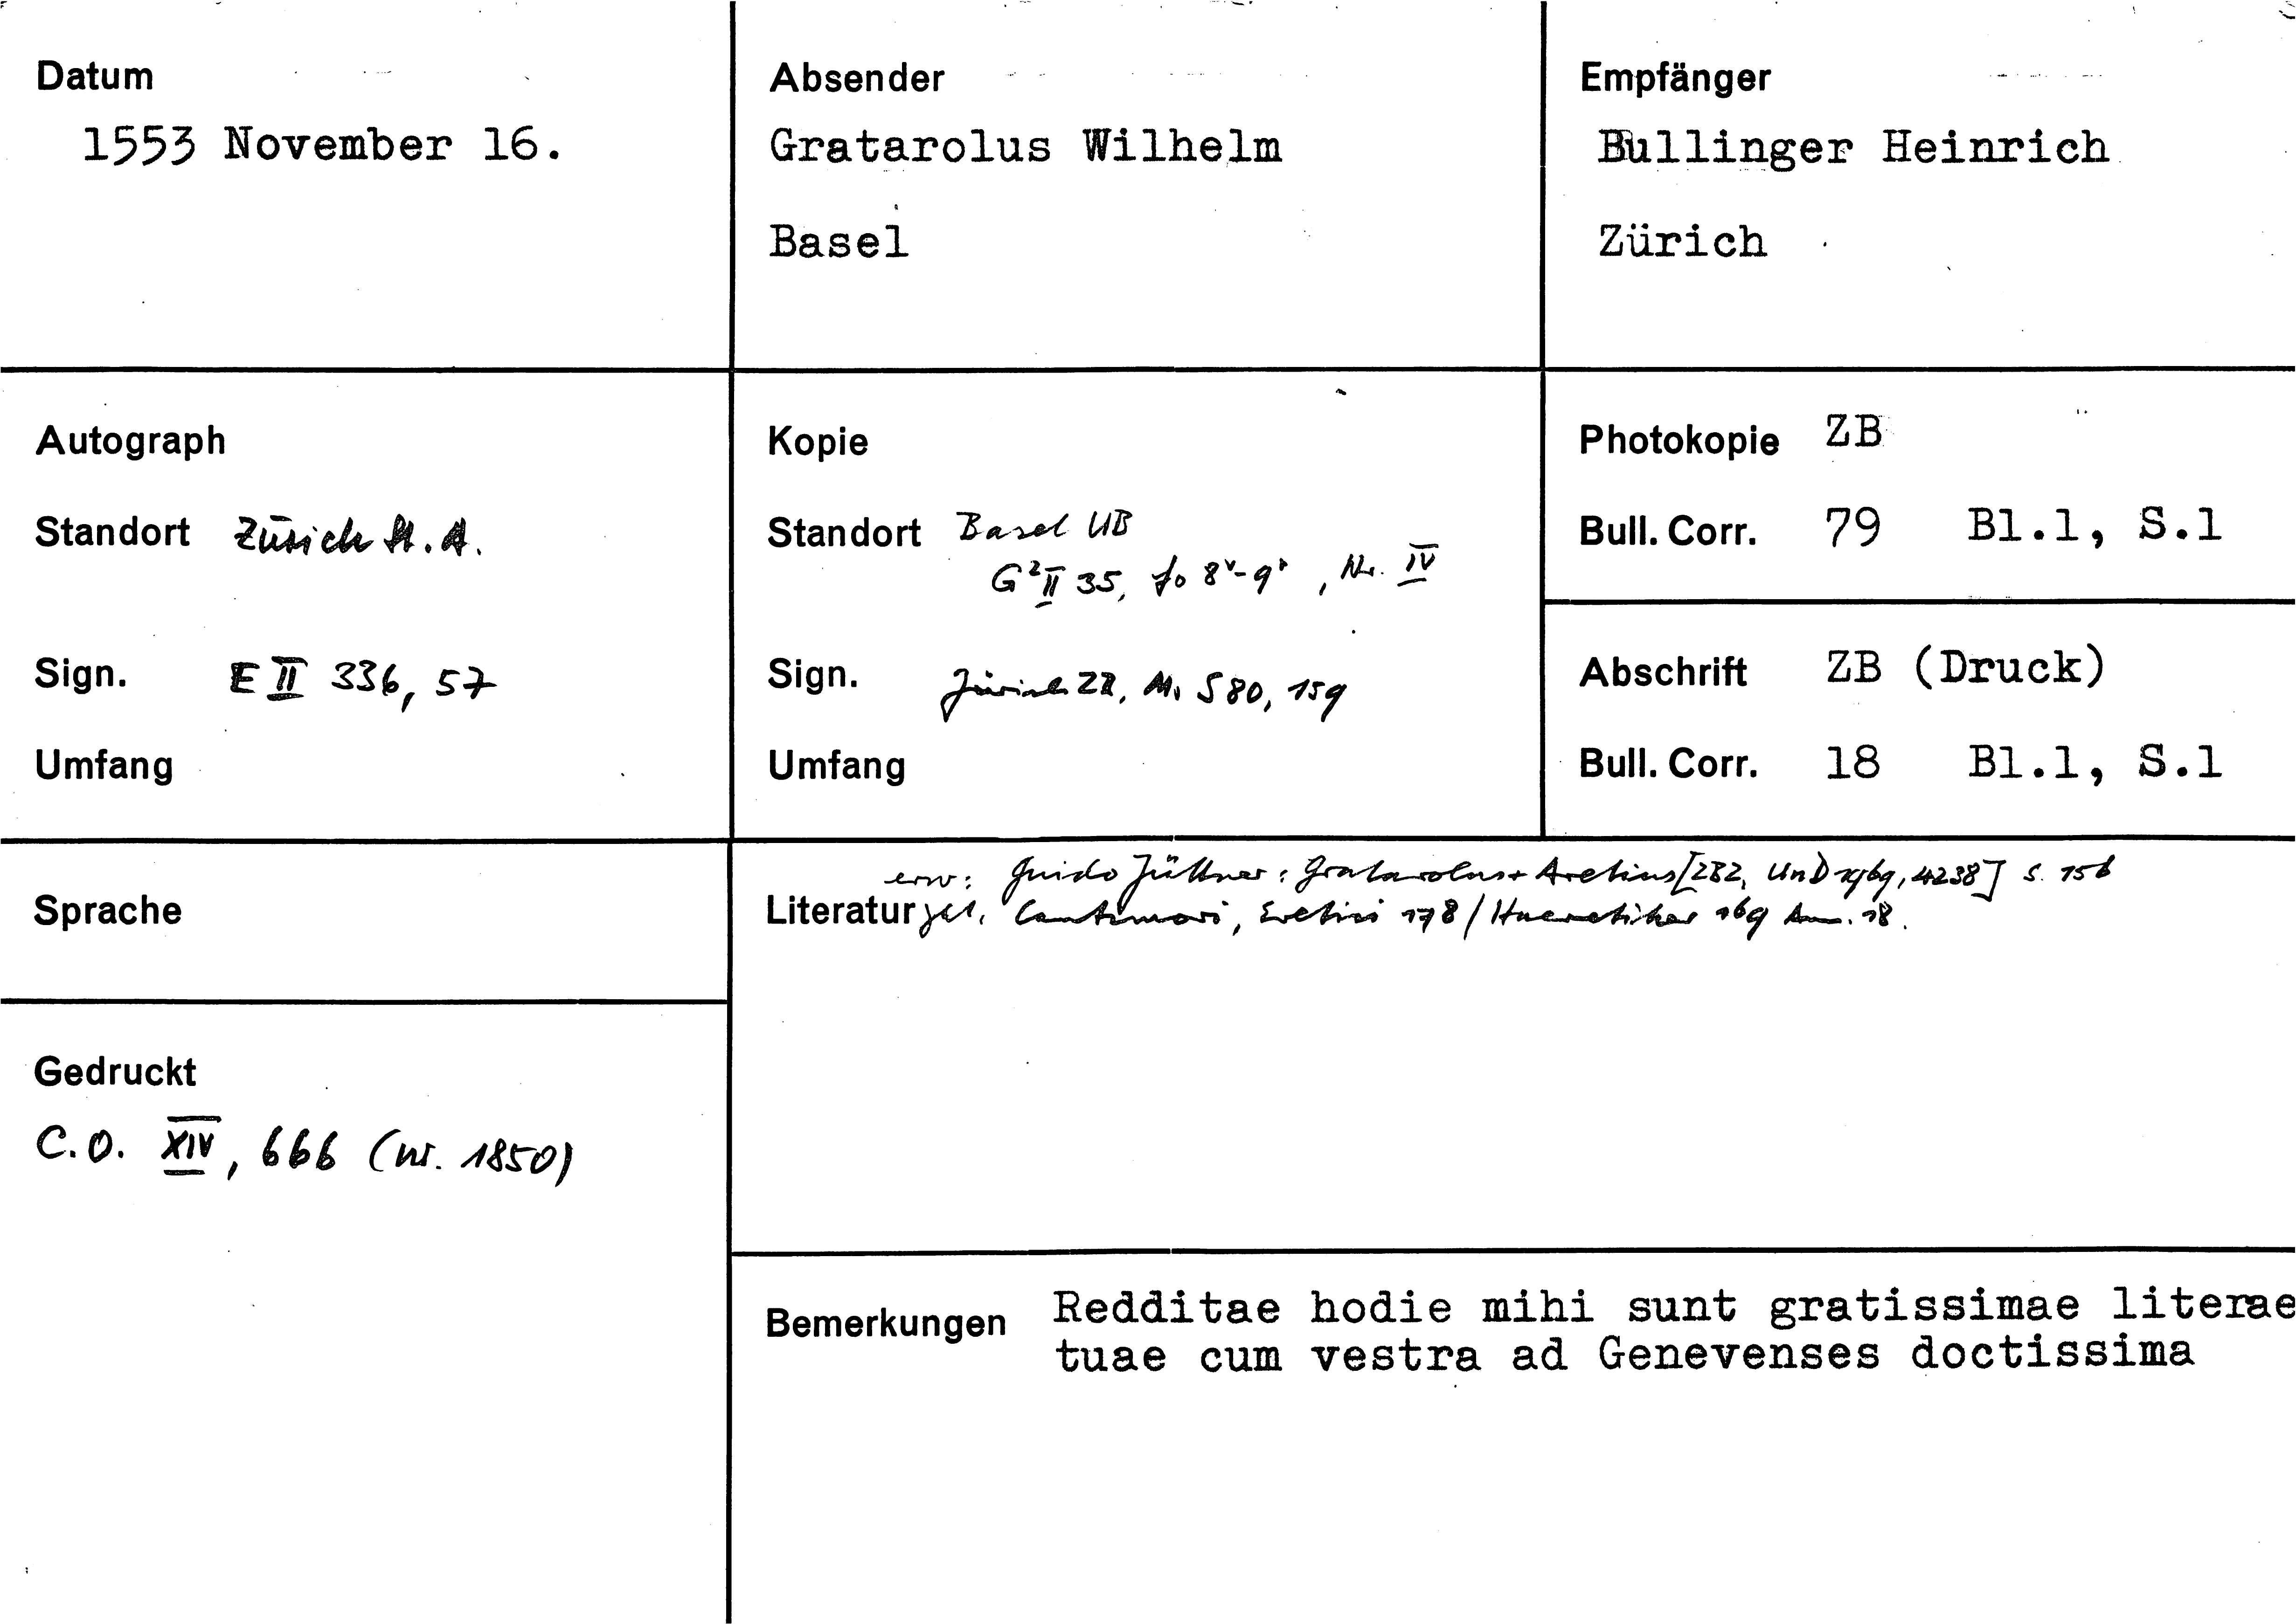 Datum
1553 November 16.
Absender
Gratarolus Wilhelm
Basel
Empfänger
Bullinger Heinrich
Zürich
Autograph
Standort Zürich St. A.
Sign. E II 336, 57
Umfang
Kopie
Standort Basel UB
G² II 35, fo 8v-9r, Nr. IV
Sign. Zürich ZB, Ms S 80, 159
Umfang
Photokopie ZB
Bull. Corr. 79 Bl.1, S.1
Abschrift ZB (Druck)
Bull. Corr. 18 Bl.1, S.1
Sprache
erw: Guido Jüttner: Gratarolus + Aretius [ZBZ, UnD 1969, 4238] S. 156
Literatur zit. Cantimori, Eretici 178 / Haeretiker 169 Anm. 18.
Gedruckt
C.O. XIV, 666 (nr. 1850)
Bemerkungen Redditae hodie mihi sunt gratissimae literae
tuae cum vestra ad Genevenses doctissima